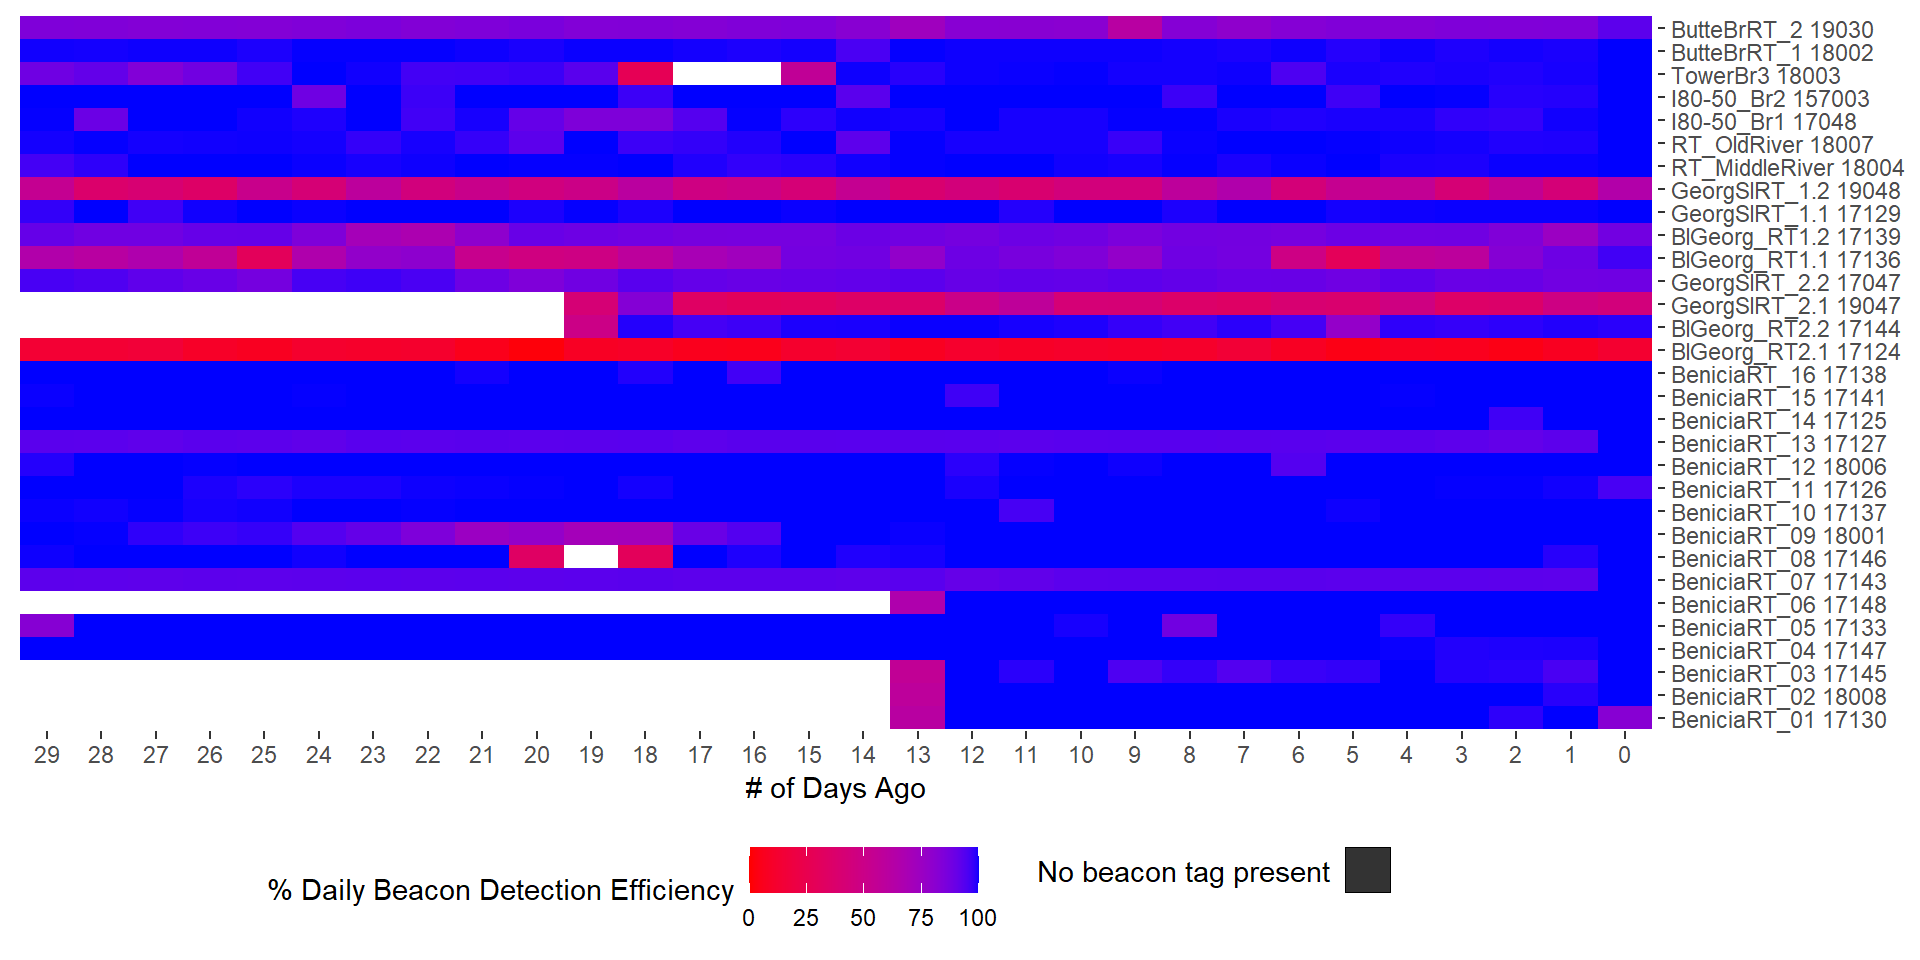 ButteBrRT_2 19030
ButteBrRT_1 18002
TowerBr3 18003
I80-50_Br2 157003
I80-50_Br1 17048
RT_OldRiver 18007
RT_MiddleRiver 18004
GeorgSlRT_1.2 19048
GeorgSlRT_1.1 17129
BlGeorg_RT1.2 17139
BlGeorg_RT1.1 17136
GeorgSlRT_2.2 17047
GeorgSlRT_2.1 19047
BlGeorg_RT2.2 17144
BlGeorg_RT2.1 17124
BeniciaRT_16 17138
BeniciaRT_15 17141
BeniciaRT_14 17125
BeniciaRT_13 17127
BeniciaRT_12 18006
BeniciaRT_11 17126
BeniciaRT_10 17137
BeniciaRT_09 18001
BeniciaRT_08 17146
BeniciaRT_07 17143
BeniciaRT_06 17148
BeniciaRT_05 17133
BeniciaRT_04 17147
BeniciaRT_03 17145
BeniciaRT_02 18008
BeniciaRT_01 17130
29 28 27 26 25 24 23 22 21 20 19 18 17 16 15 14 13 12 11 10 9 8 7 6 5 4 3 2 1 0
# of Days Ago
% Daily Beacon Detection Efficiency
0 25 50 75 100
No beacon tag present